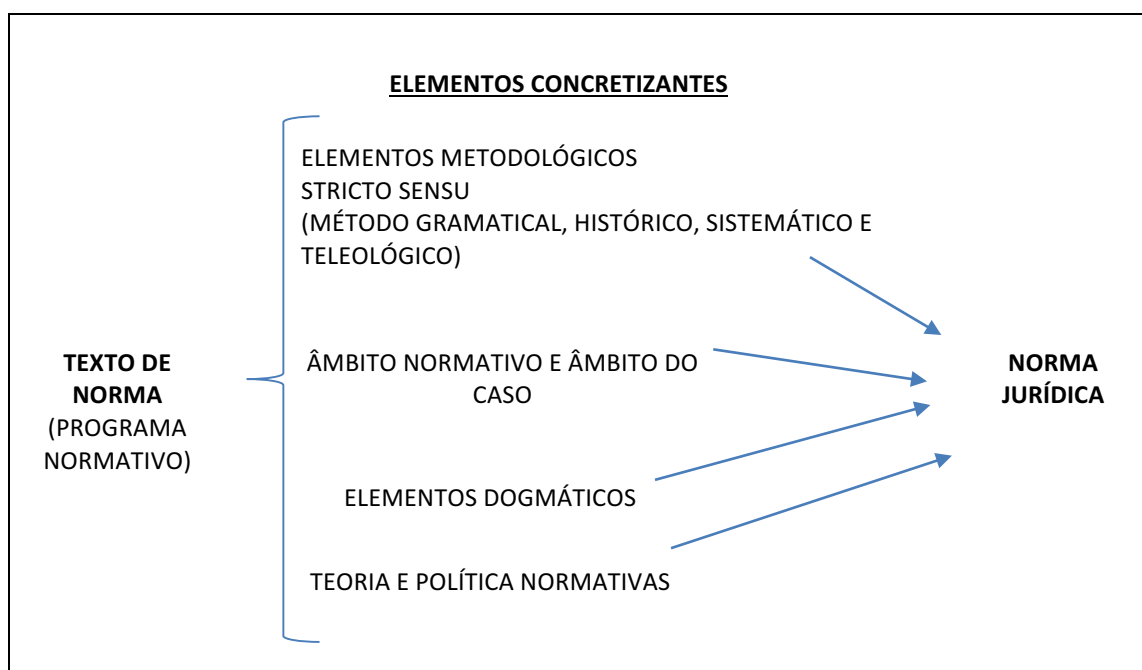 ELEMENTOS CONCRETIZANTES
ELEMENTOS METODOLÓGICOS
STRICTO SENSU
(MÉTODO GRAMATICAL, HISTÓRICO, SISTEMÁTICO E
TELEOLÓGICO)
TEXTO DE
NORMA
(PROGRAMA
NORMATIVO)
ÂMBITO NORMATIVO E ÂMBITO DO
CASO
ELEMENTOS DOGMÁTICOS
TEORIA E POLÍTICA NORMATIVAS
NORMA
JURÍDICA